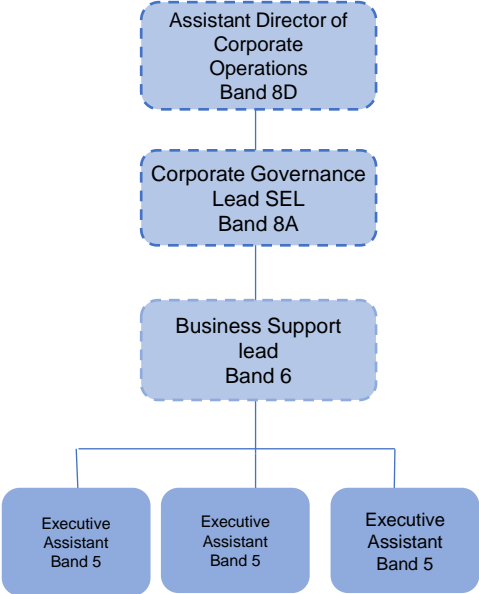 Assistant Director of
Corporate
Operations
Band 8D
Corporate Governance
Lead SEL
Band 8A
Business Support
lead
Band 6
Executive
Assistant
Band 5
Executive
Assistant
Band 5
Executive
Assistant
Band 5